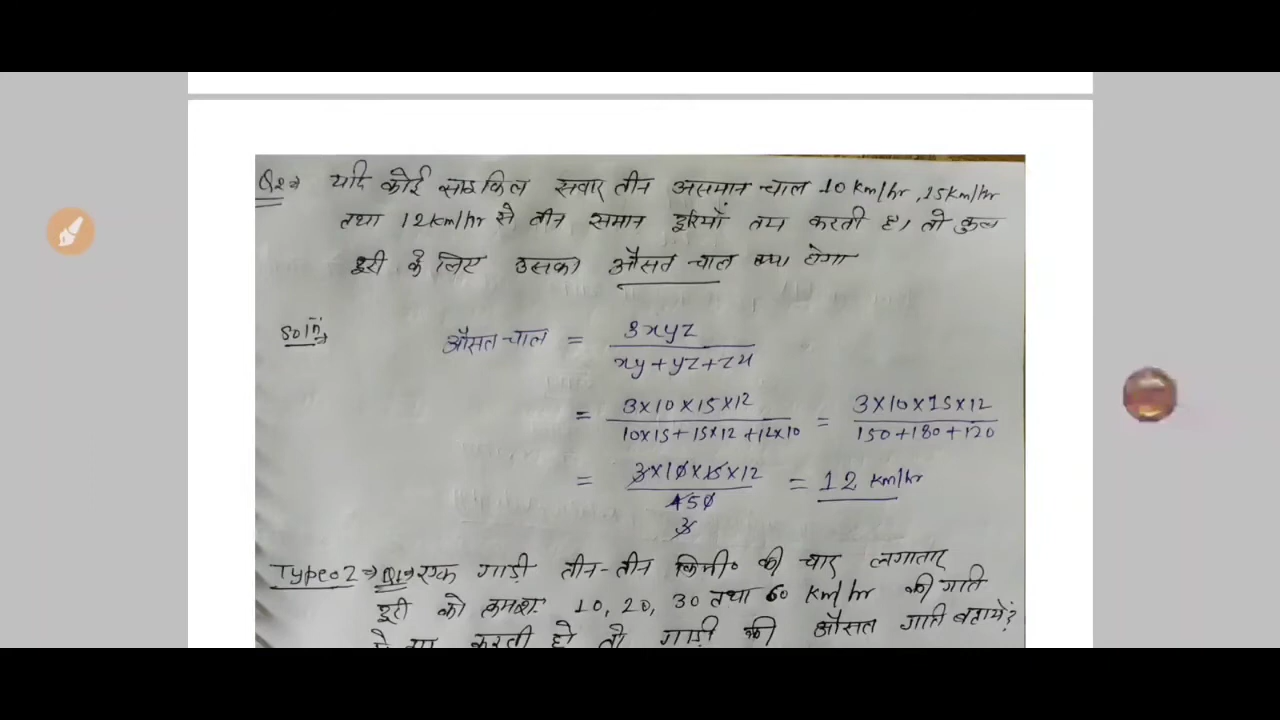 Q2⇒ यदि कोई साइकिल सवार तीन असमान चाल 10 km/hr, 15 km/hr
तथा 12 km/hr से तीन समान दूरियाँ तय करती है। तो कुल
दूरी के लिए उसका औसत चाल क्या होगा
Soln⇒
औसत चाल = 3xyz / xy+yz+zx
= 3×10×15×12 / 10×15+15×12+12×10 = 3×10×15×12 / 150+180+120
= 3×10×15×12 / 450 = 12 km/hr
3
Type-2⇒ Q1⇒ एक गाड़ी तीन-तीन किमी० की चार लगातार
दूरी को क्रमशः 10, 20, 30 तथा 60 km/hr की गति
से तय करती हो तो गाड़ी की औसत गति बतायें?